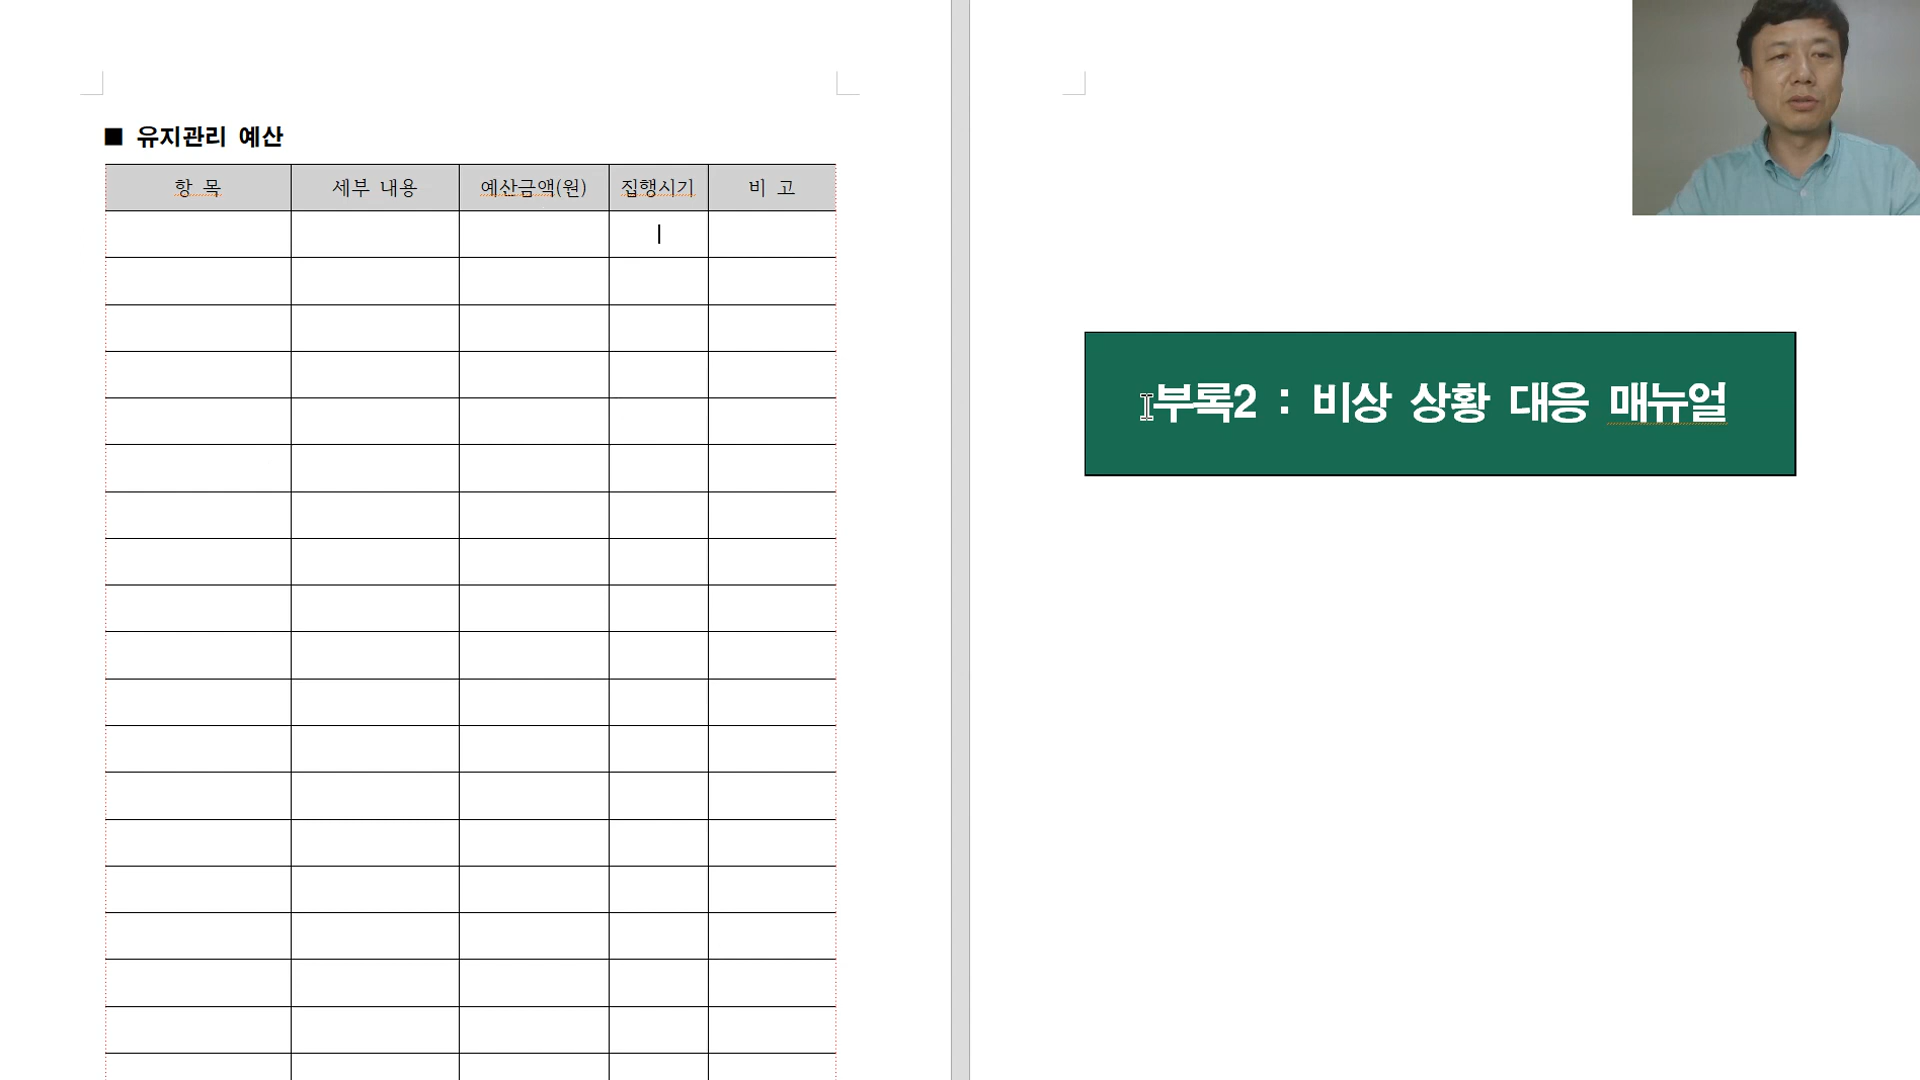 ■ 유지관리 예산
항 목 세부 내용 예산금액(원) 집행시기 비 고
부록2 : 비상 상황 대응 매뉴얼